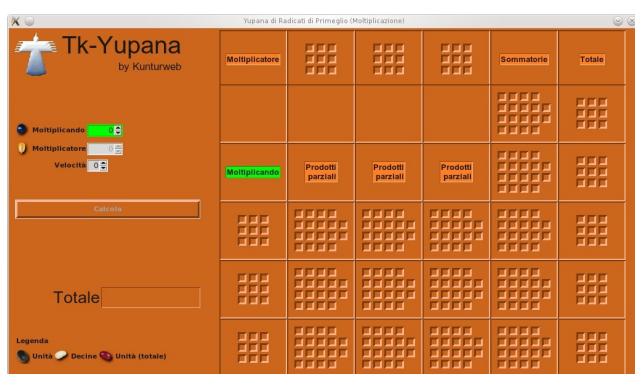 Yupana di Radicati di Primeglio (Moltiplicazione)
Tk-Yupana
by Kunturweb
Moltiplicatore
Sommatorie
Totale
Moltiplicando 0
Moltiplicatore 0
Velocità 0
Moltiplicando
Prodotti
parziali
Prodotti
parziali
Prodotti
parziali
Calcola
Totale
Legenda
Unità Decine Unità (totale)